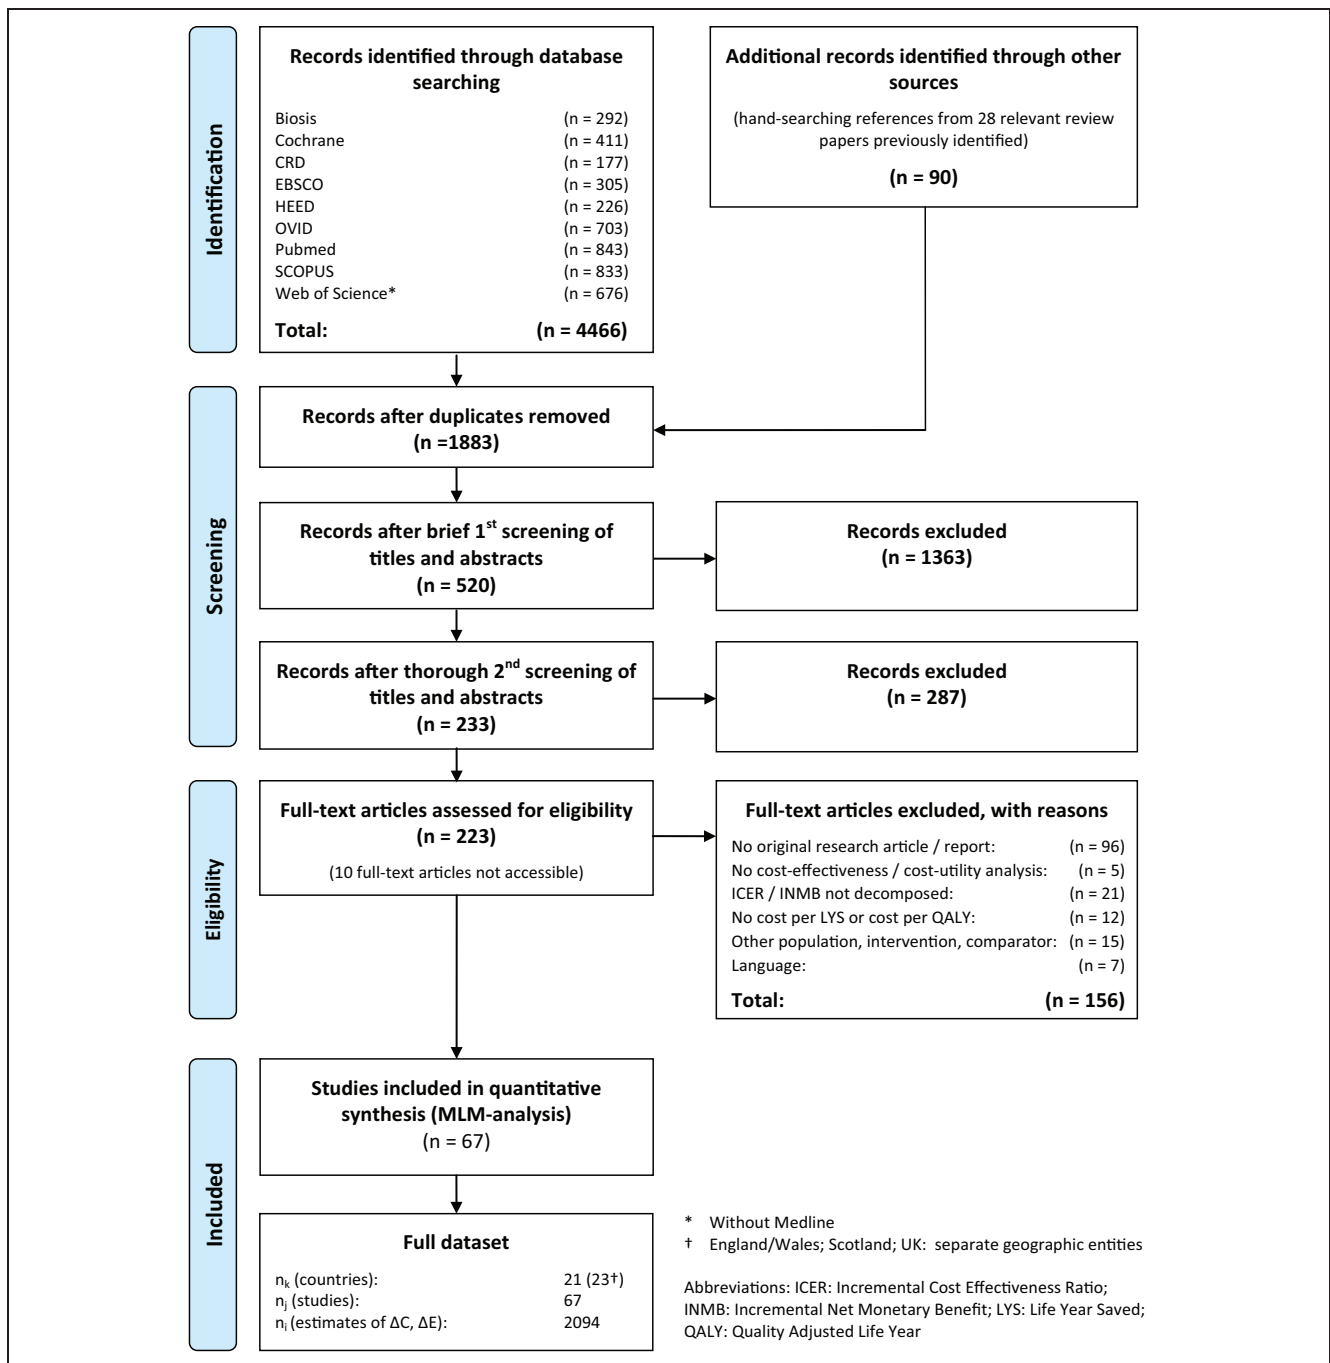 Identification
Records identified through database
searching
Biosis (n = 292)
Cochrane (n = 411)
CRD (n = 177)
EBSCO (n = 305)
HEED (n = 226)
OVID (n = 703)
Pubmed (n = 843)
SCOPUS (n = 833)
Web of Science* (n = 676)
Total: (n = 4466)
Additional records identified through other
sources
(hand-searching references from 28 relevant review
papers previously identified)
(n = 90)
Screening
Records after duplicates removed
(n =1883)
Records after brief 1st screening of
titles and abstracts
(n = 520)
Records excluded
(n = 1363)
Records after thorough 2nd screening of
titles and abstracts
(n = 233)
Records excluded
(n = 287)
Eligibility
Full-text articles assessed for eligibility
(n = 223)
(10 full-text articles not accessible)
Full-text articles excluded, with reasons
No original research article / report: (n = 96)
No cost-effectiveness / cost-utility analysis: (n = 5)
ICER / INMB not decomposed: (n = 21)
No cost per LYS or cost per QALY: (n = 12)
Other population, intervention, comparator: (n = 15)
Language: (n = 7)
Total: (n = 156)
Included
Studies included in quantitative
synthesis (MLM-analysis)
(n = 67)
Full dataset
nk (countries): 21 (23†)
nj (studies): 67
ni (estimates of ΔC, ΔE): 2094
* Without Medline
† England/Wales; Scotland; UK: separate geographic entities
Abbreviations: ICER: Incremental Cost Effectiveness Ratio;
INMB: Incremental Net Monetary Benefit; LYS: Life Year Saved;
QALY: Quality Adjusted Life Year